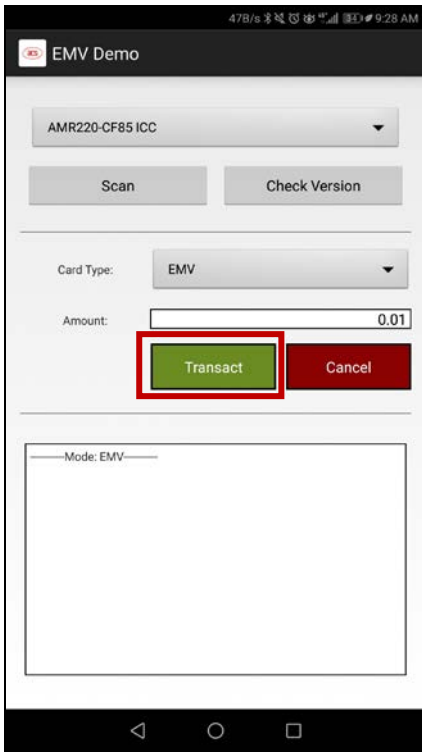 47B/s 9:28 AM
acs EMV Demo
AMR220-CF85 ICC
Scan Check Version
Card Type: EMV
Amount: 0.01
Transact Cancel
———Mode: EMV———